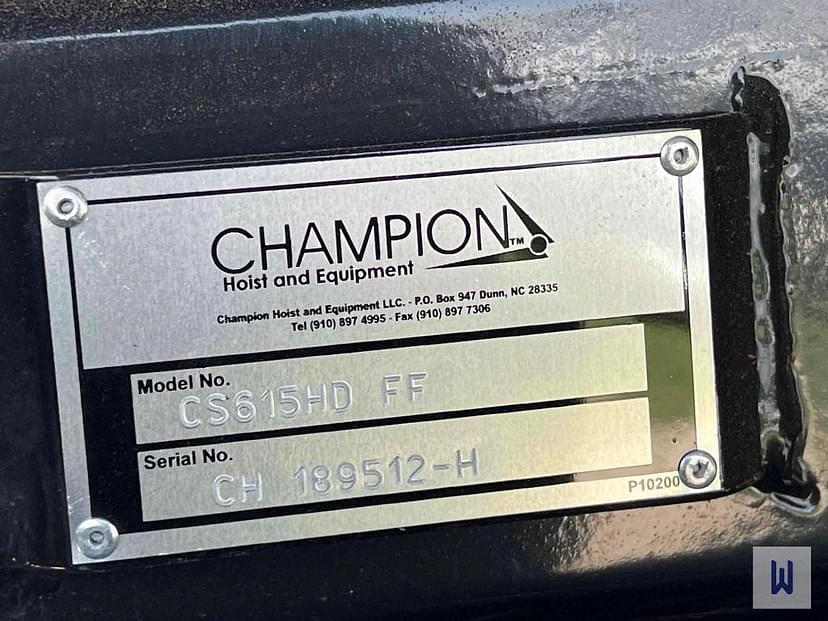 CHAMPION™
Hoist and Equipment
Champion Hoist and Equipment LLC. - P.O. Box 947 Dunn, NC 28335
Tel (910) 897 4995 - Fax (910) 897 7306
Model No.
CS615HD FF
Serial No.
CH 189512-H
P10200
W